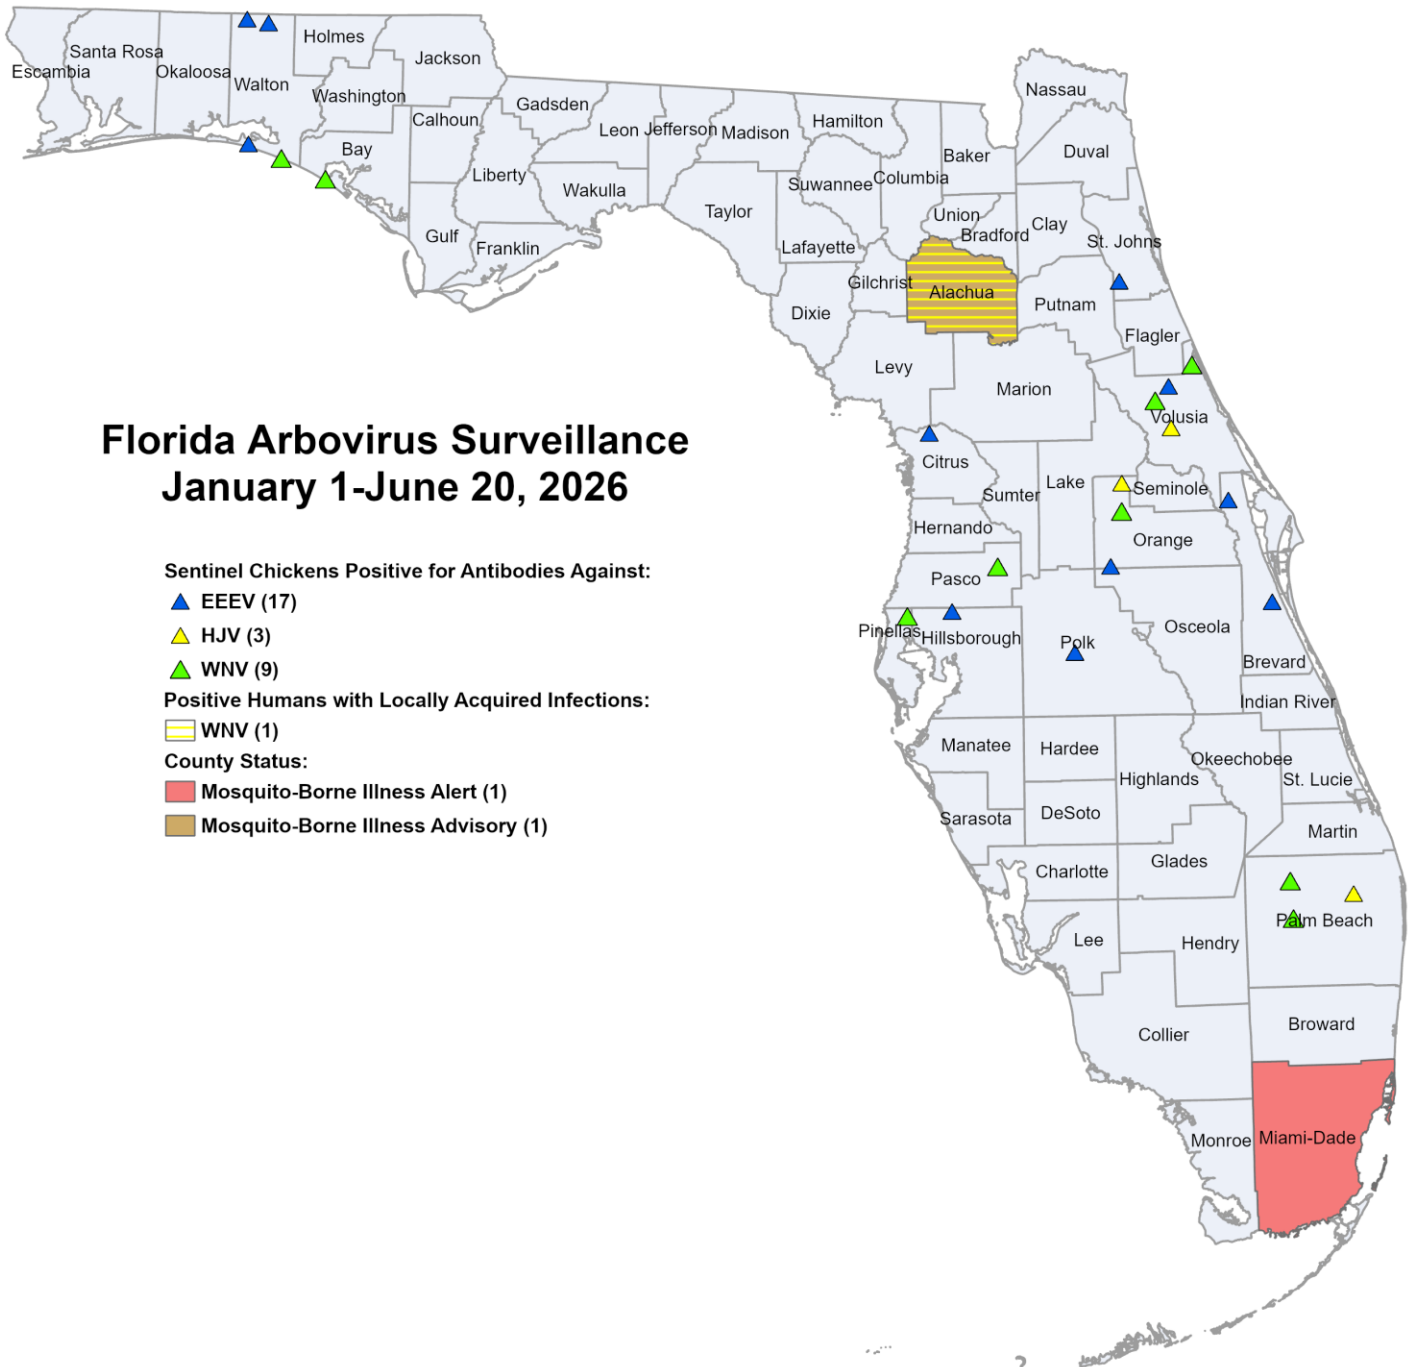 Holmes
Jackson
Santa Rosa
Escambia
Okaloosa
Walton
Washington
Nassau
Gadsden
Calhoun
Leon
Jefferson
Madison
Hamilton
Bay
Baker
Duval
Liberty
Wakulla
Suwannee
Columbia
Taylor
Union
Bradford
Clay
St. Johns
Gulf
Franklin
Lafayette
Gilchrist
Alachua
Dixie
Putnam
Flagler
Levy
Marion
Volusia
Florida Arbovirus Surveillance
January 1-June 20, 2026
Citrus
Sumter
Lake
Seminole
Hernando
Orange
Pasco
Pinellas
Hillsborough
Polk
Osceola
Brevard
Indian River
Sentinel Chickens Positive for Antibodies Against:
EEEV (17)
HJV (3)
WNV (9)
Positive Humans with Locally Acquired Infections:
WNV (1)
County Status:
Mosquito-Borne Illness Alert (1)
Mosquito-Borne Illness Advisory (1)
Manatee
Hardee
Highlands
Okeechobee
St. Lucie
Sarasota
DeSoto
Martin
Charlotte
Glades
Palm Beach
Lee
Hendry
Broward
Collier
Monroe
Miami-Dade